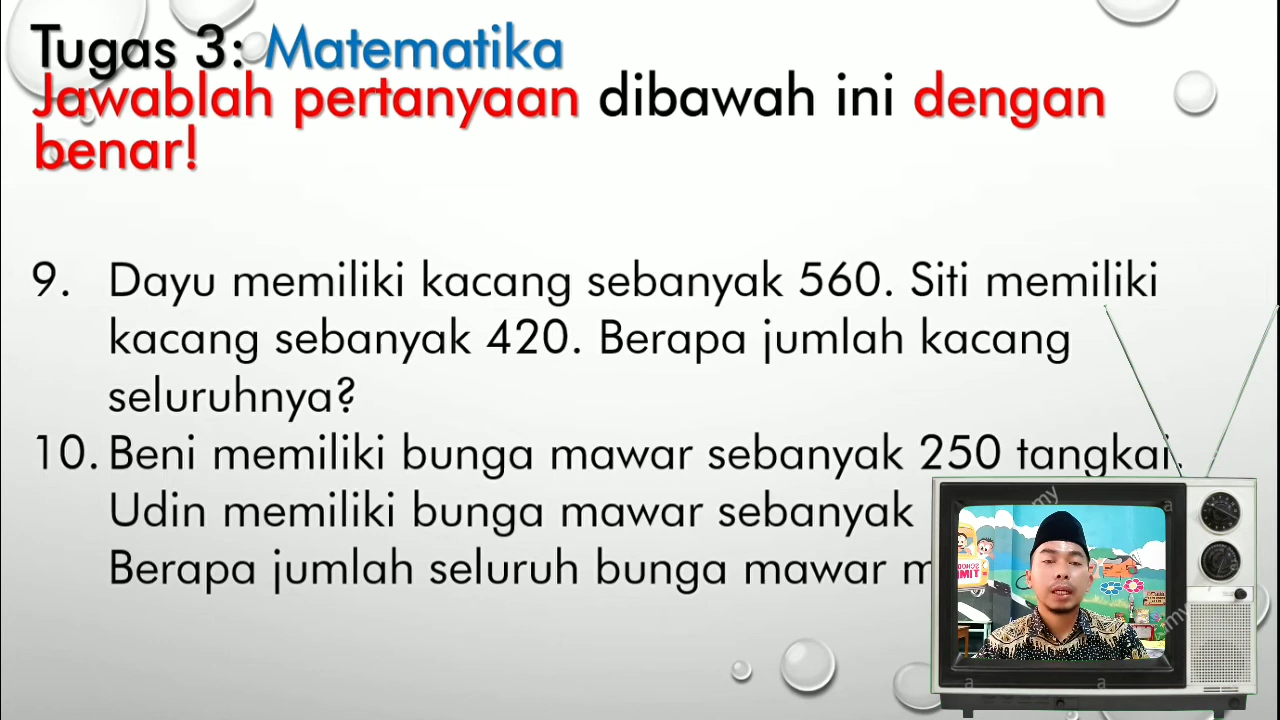 Tugas 3: Matematika
Jawablah pertanyaan dibawah ini dengan
benar!
9. Dayu memiliki kacang sebanyak 560. Siti memiliki
kacang sebanyak 420. Berapa jumlah kacang
seluruhnya?
10. Beni memiliki bunga mawar sebanyak 250 tangkai.
Udin memiliki bunga mawar sebanyak
Berapa jumlah seluruh bunga mawar